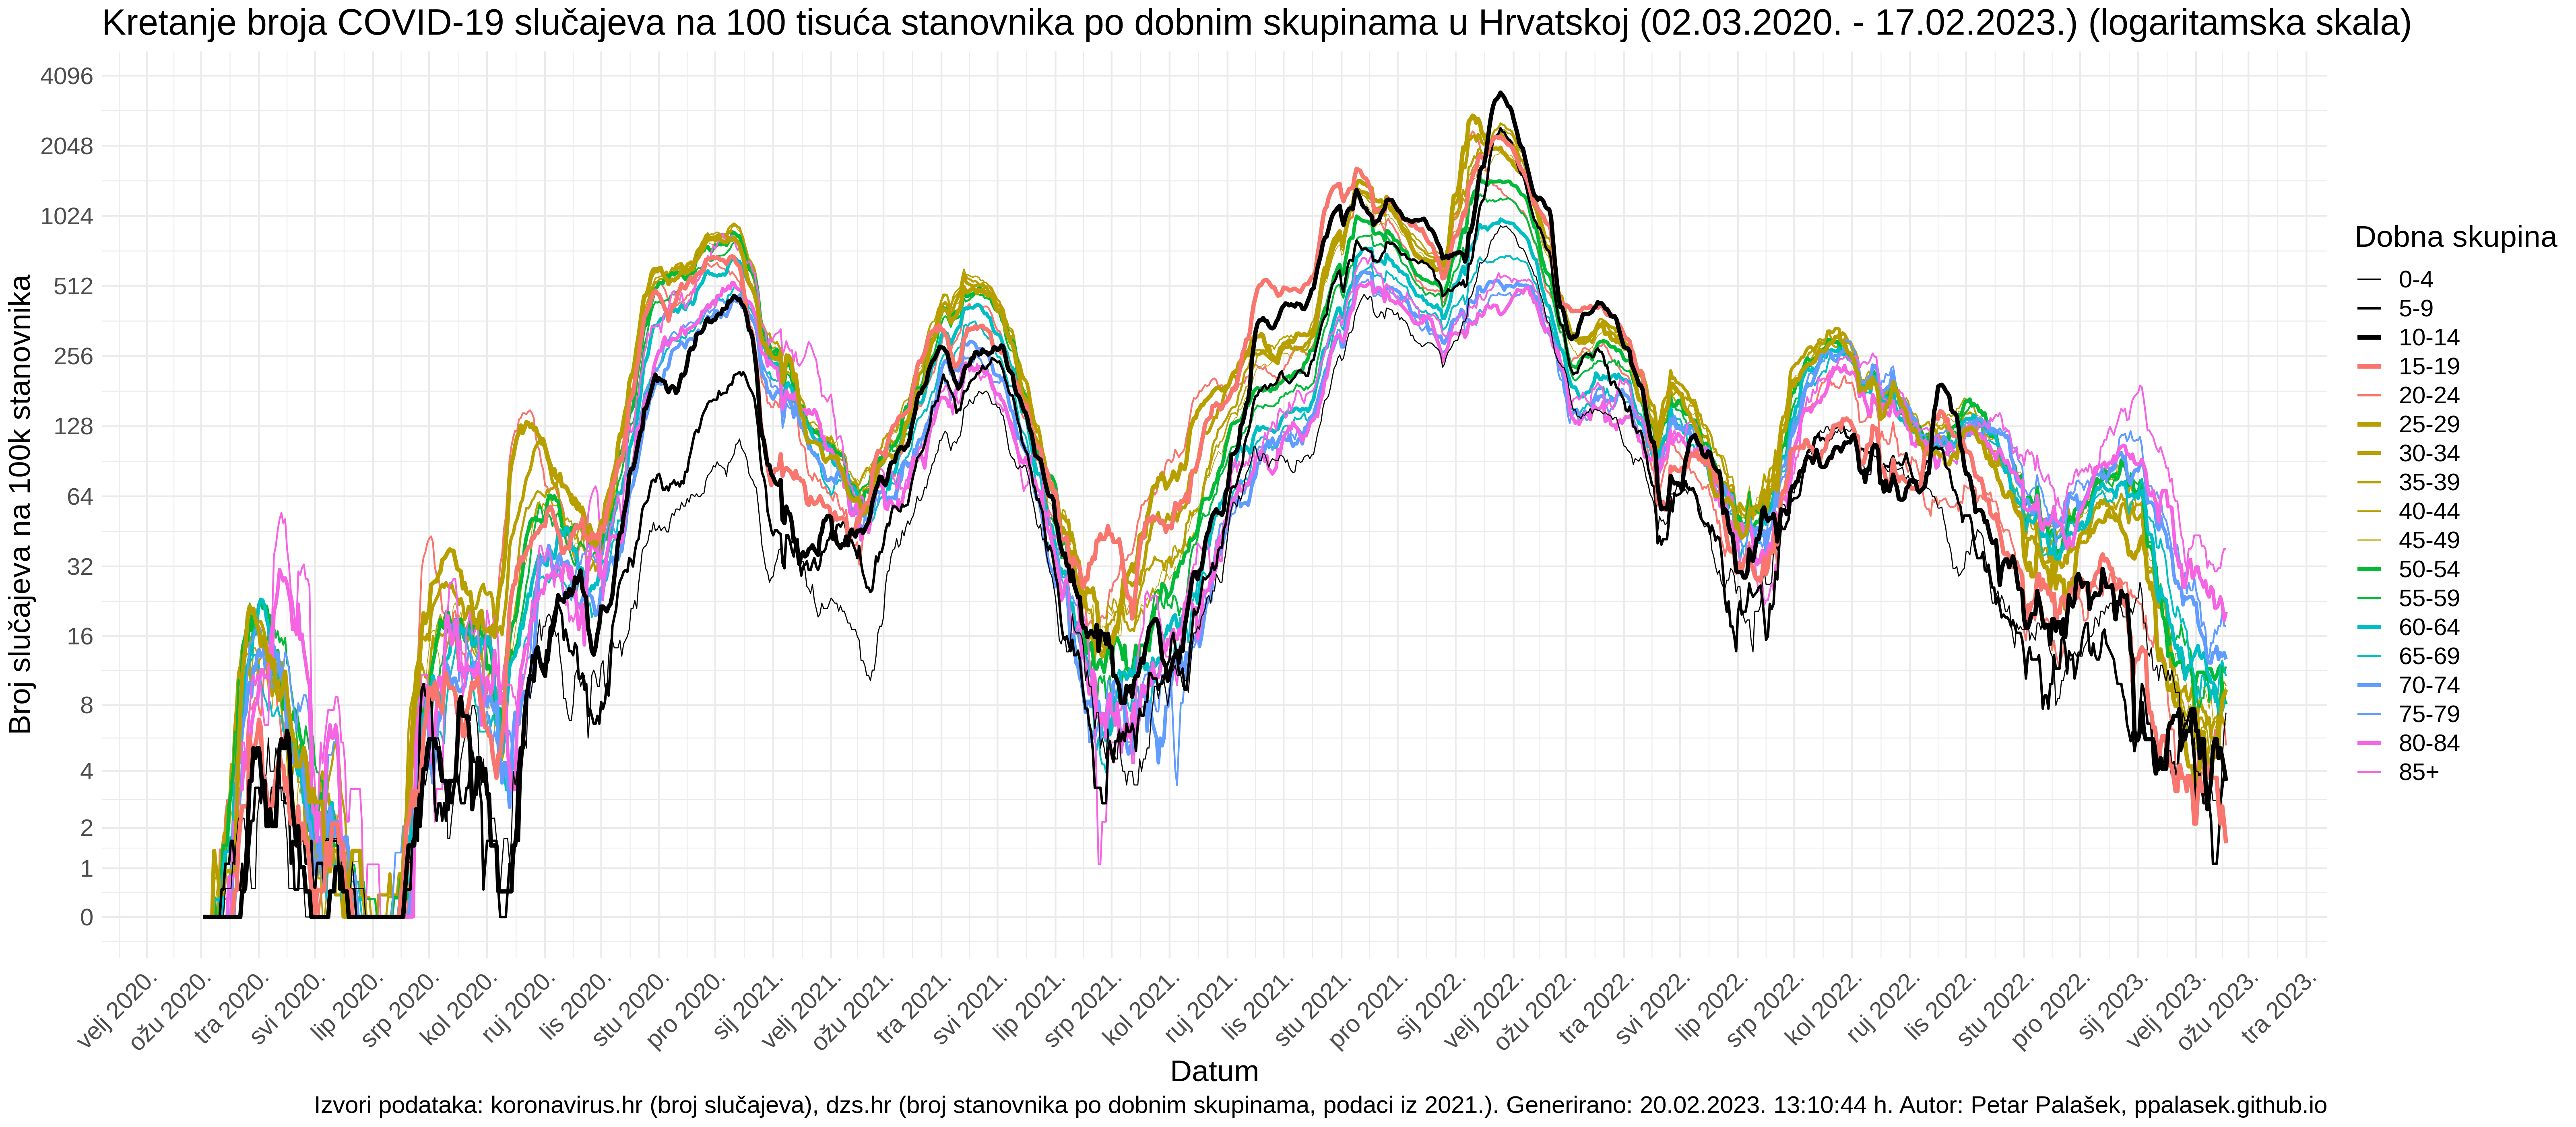 Kretanje broja COVID-19 slučajeva na 100 tisuća stanovnika po dobnim skupinama u Hrvatskoj (02.03.2020. - 17.02.2023.) (logaritamska skala)
Broj slučajeva na 100k stanovnika
4096
2048
1024
512
256
128
64
32
16
8
4
2
1
0
velj 2020.
ožu 2020.
tra 2020.
svi 2020.
lip 2020.
srp 2020.
kol 2020.
ruj 2020.
lis 2020.
stu 2020.
pro 2020.
sij 2021.
velj 2021.
ožu 2021.
tra 2021.
svi 2021.
lip 2021.
srp 2021.
kol 2021.
ruj 2021.
lis 2021.
stu 2021.
pro 2021.
sij 2022.
velj 2022.
ožu 2022.
tra 2022.
svi 2022.
lip 2022.
srp 2022.
kol 2022.
ruj 2022.
lis 2022.
stu 2022.
pro 2022.
sij 2023.
velj 2023.
ožu 2023.
tra 2023.
Datum
Dobna skupina
0-4
5-9
10-14
15-19
20-24
25-29
30-34
35-39
40-44
45-49
50-54
55-59
60-64
65-69
70-74
75-79
80-84
85+
Izvori podataka: koronavirus.hr (broj slučajeva), dzs.hr (broj stanovnika po dobnim skupinama, podaci iz 2021.). Generirano: 20.02.2023. 13:10:44 h. Autor: Petar Palašek, ppalasek.github.io